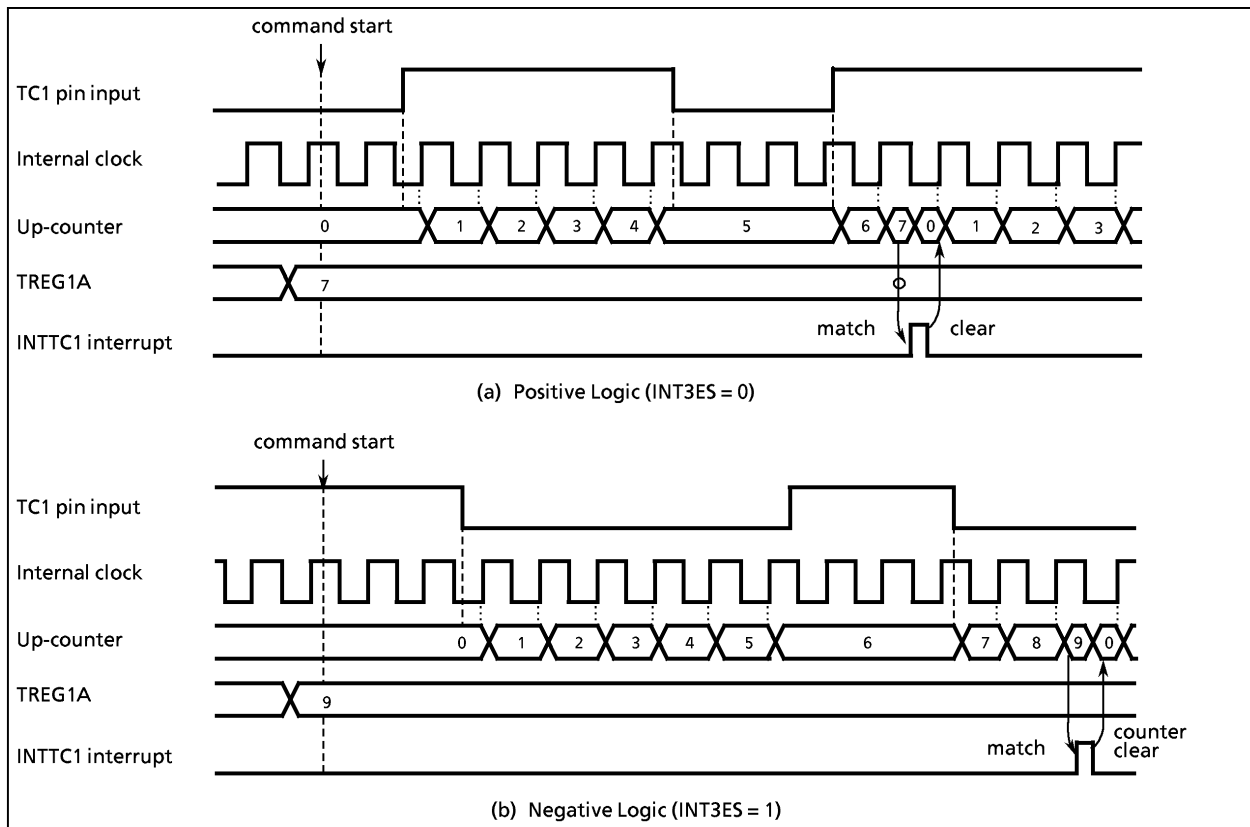 command start
TC1 pin input
Internal clock
Up-counter 0 1 2 3 4 5 6 7 0 1 2 3
TREG1A 7
match clear
INTTC1 interrupt
(a) Positive Logic (INT3ES = 0)
command start
TC1 pin input
Internal clock
Up-counter 0 1 2 3 4 5 6 7 8 9 0
TREG1A 9
counter
INTTC1 interrupt match clear
(b) Negative Logic (INT3ES = 1)